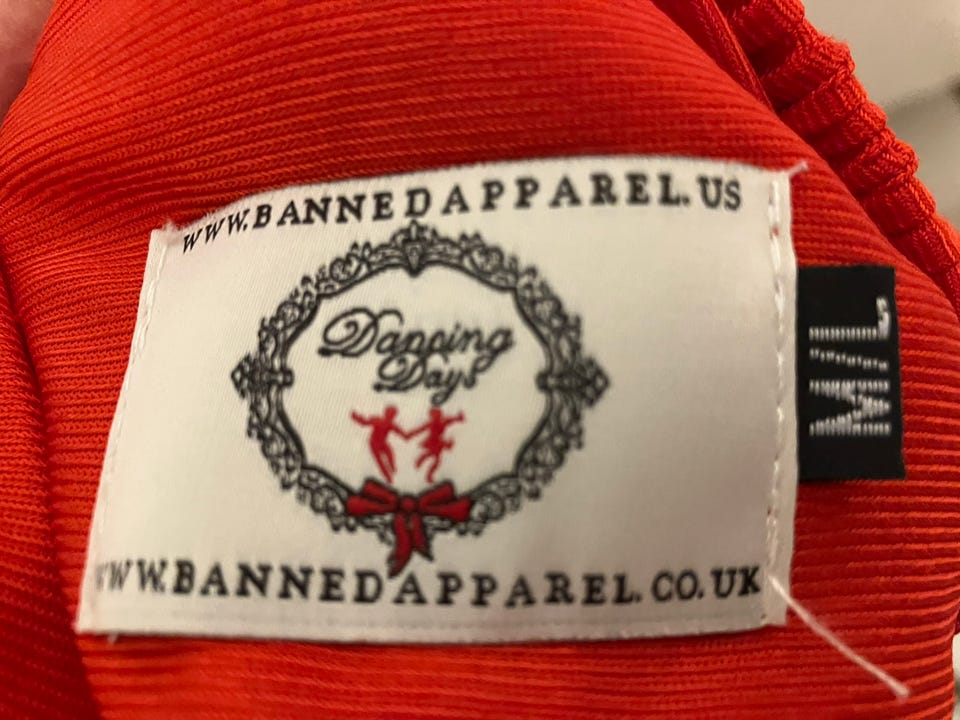 WWW.BANNEDAPPAREL.US
Dancing
Days
WWW.BANNEDAPPAREL.CO.UK
M/L